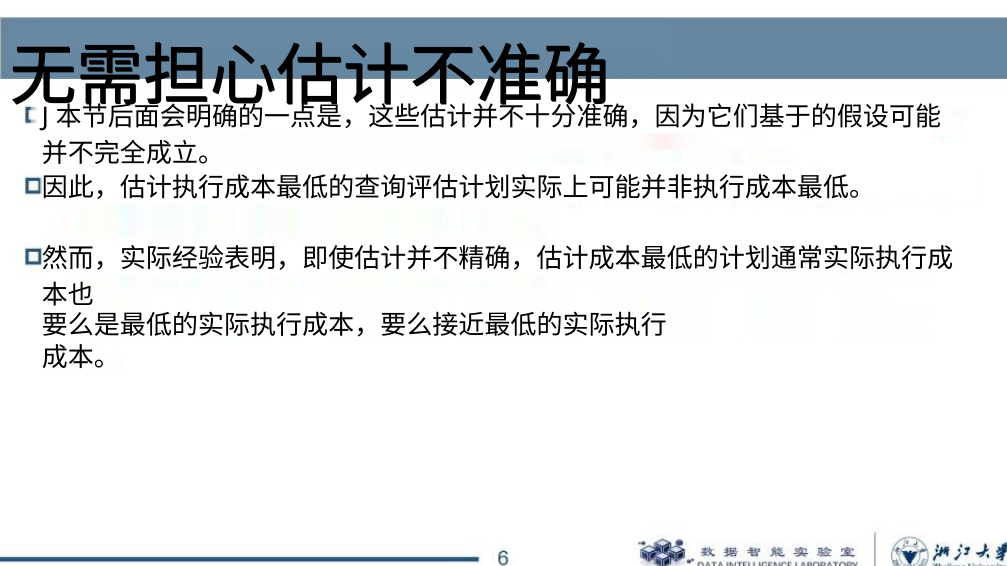 无需担心估计不准确
J 本节后面会明确的一点是，这些估计并不十分准确，因为它们基于的假设可能
并不完全成立。
因此，估计执行成本最低的查询评估计划实际上可能并非执行成本最低。
然而，实际经验表明，即使估计并不精确，估计成本最低的计划通常实际执行成
本也
要么是最低的实际执行成本，要么接近最低的实际执行
成本。
6
数据智能实验室
DATA INTELLIGENCE LABORATORY
浙江大学